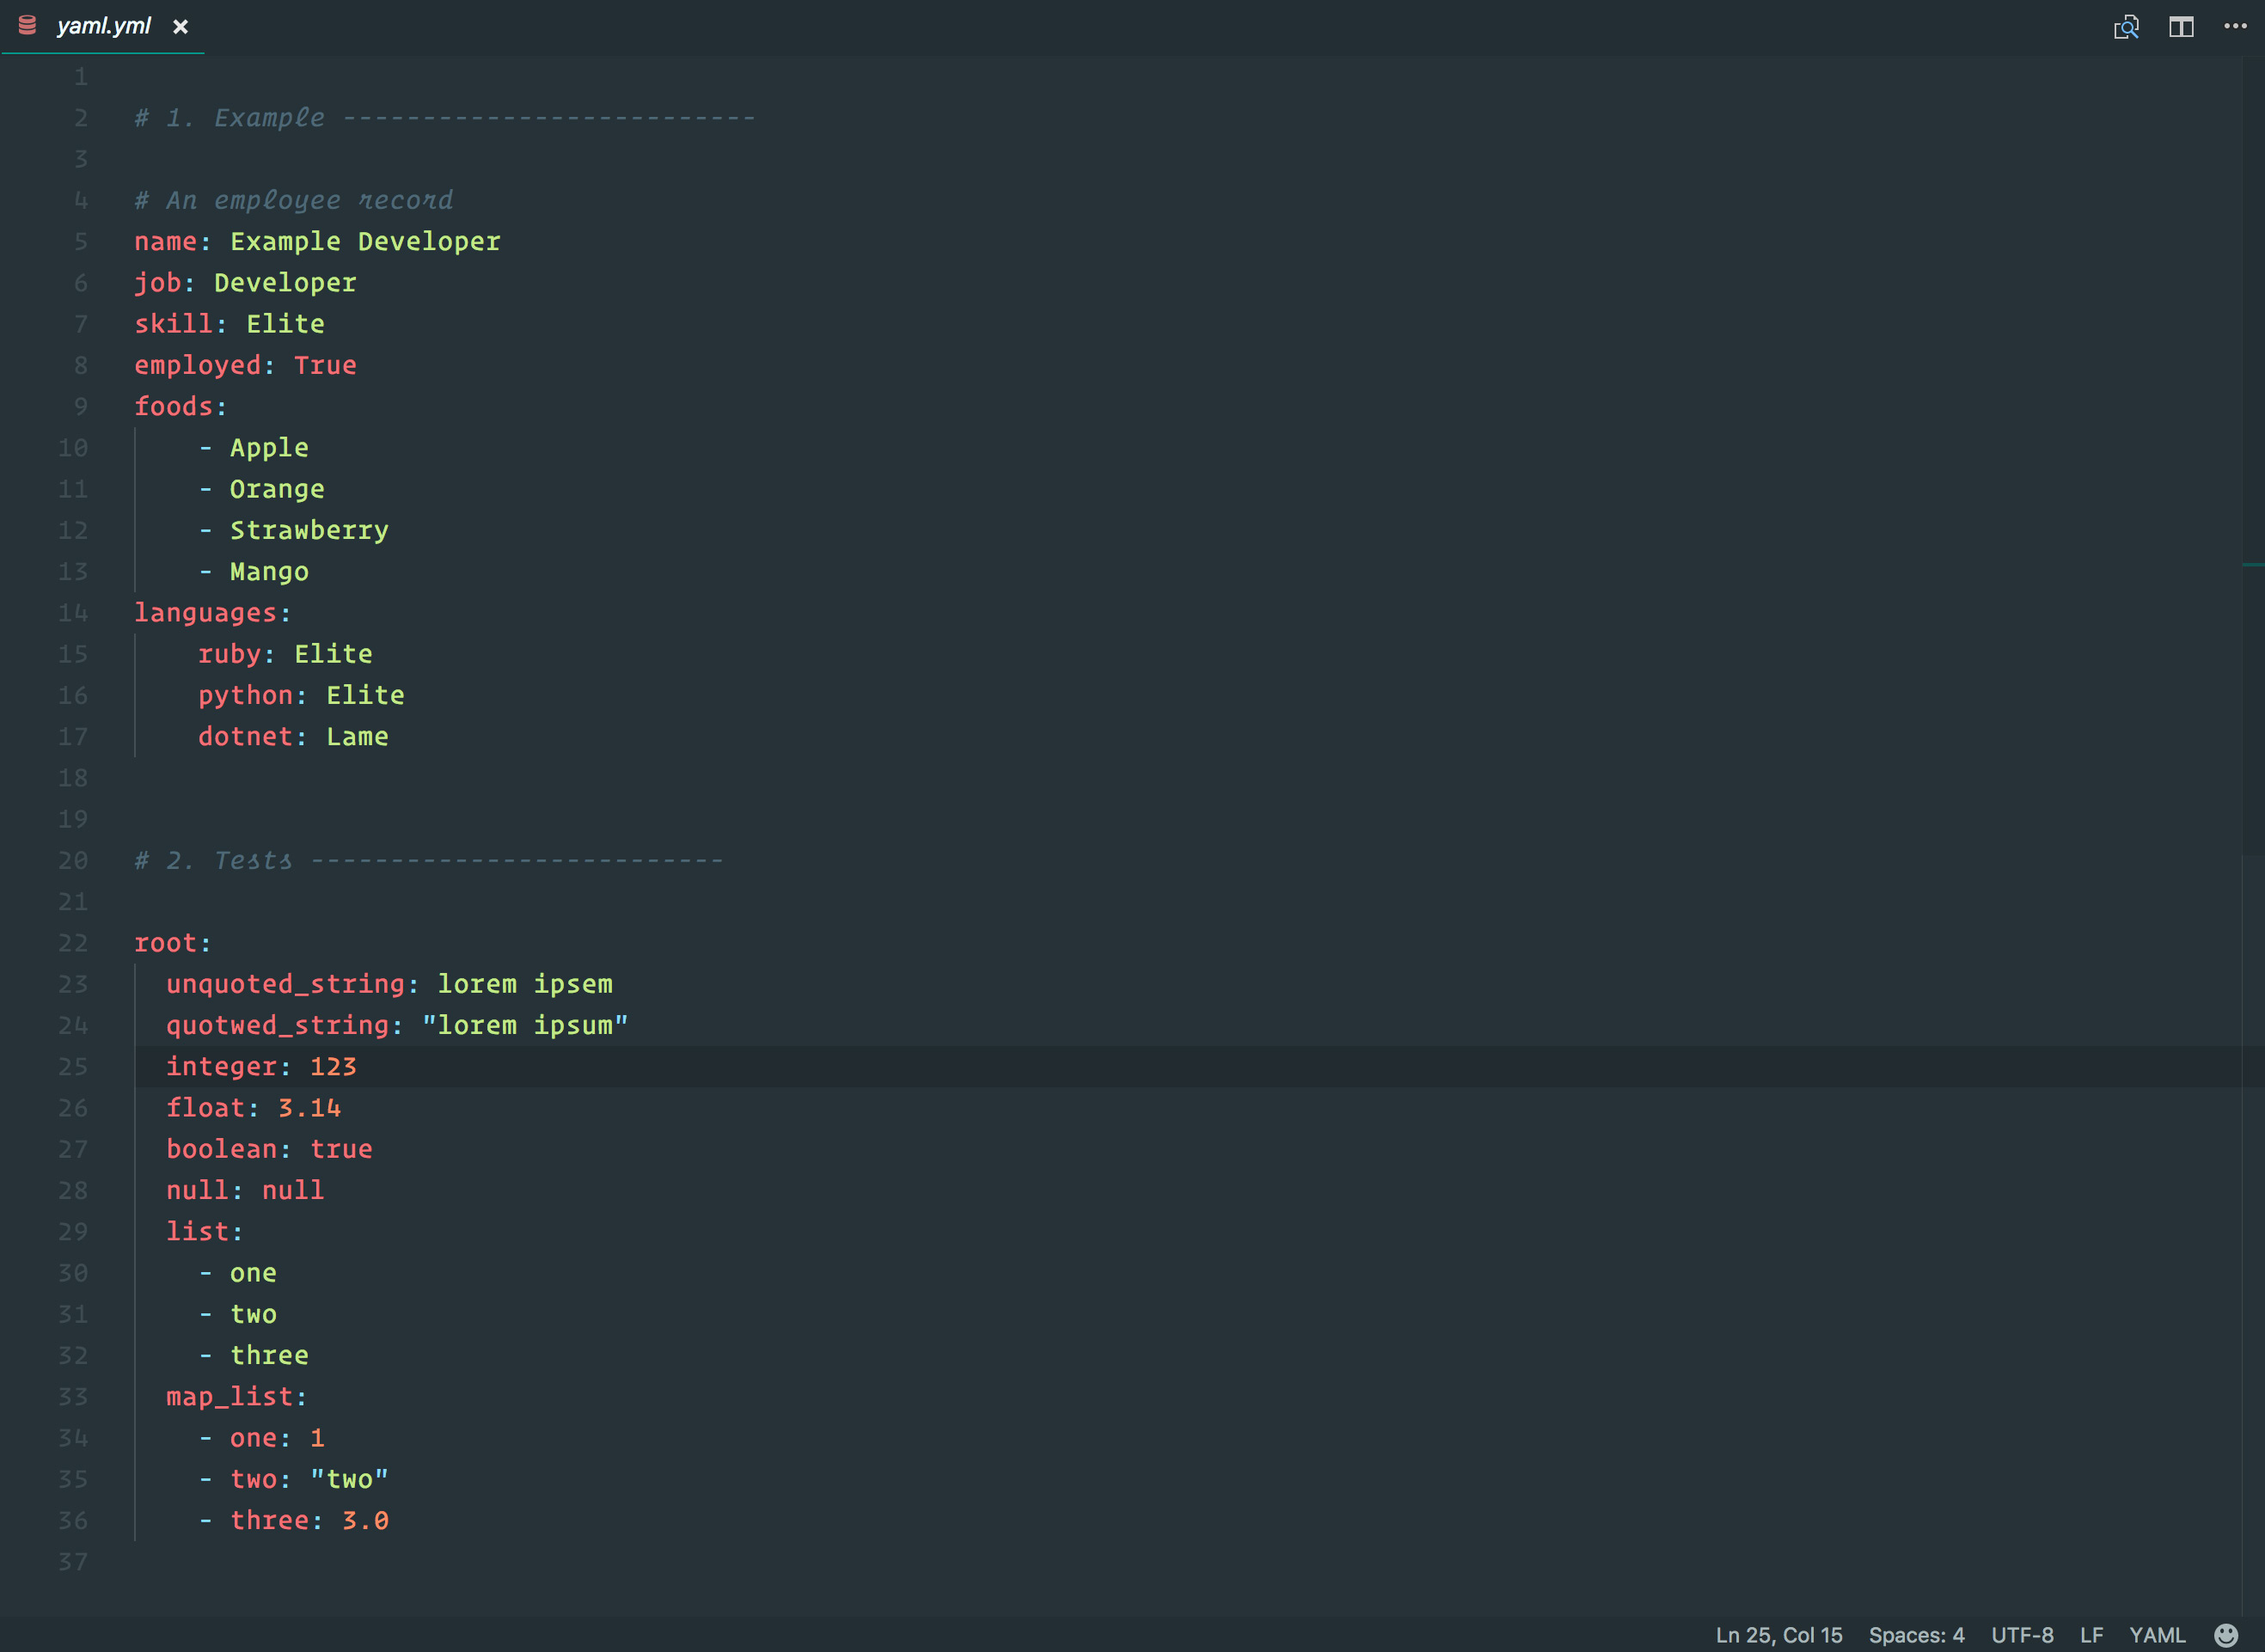 yaml.yml
1
2 # 1. Example --------------------------
3
4 # An employee record
5 name: Example Developer
6 job: Developer
7 skill: Elite
8 employed: True
9 foods:
10     - Apple
11     - Orange
12     - Strawberry
13     - Mango
14 languages:
15     ruby: Elite
16     python: Elite
17     dotnet: Lame
18
19
20 # 2. Tests --------------------------
21
22 root:
23   unquoted_string: lorem ipsem
24   quotwed_string: "lorem ipsum"
25   integer: 123
26   float: 3.14
27   boolean: true
28   null: null
29   list:
30     - one
31     - two
32     - three
33   map_list:
34     - one: 1
35     - two: "two"
36     - three: 3.0
37
Ln 25, Col 15 Spaces: 4 UTF-8 LF YAML